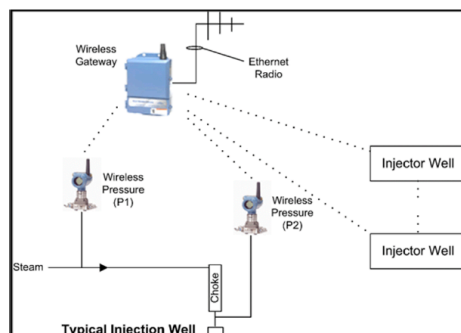 Wireless
Gateway
Ethernet
Radio
Wireless
Pressure
(P1)
Wireless
Pressure
(P2)
Injector Well
Injector Well
Steam
Choke
Typical Injection Well